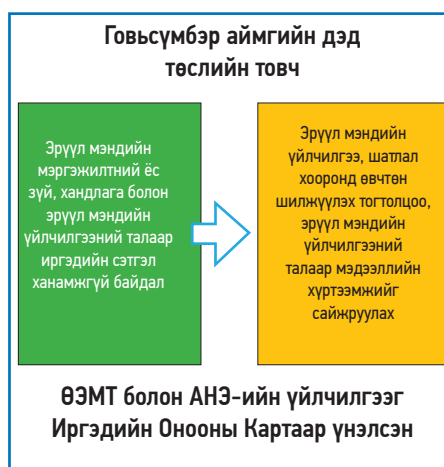 Говьсүмбэр аймгийн дэд
төслийн товч
Эрүүл мэндийн
мэргэжилтний ёс
зүй, хандлага болон
эрүүл мэндийн
үйлчилгээний талаар
иргэдийн сэтгэл
ханамжгүй байдал
Эрүүл мэндийн
үйлчилгээ, шатлал
хооронд өвчтөн
шилжүүлэх тогтолцоо,
эрүүл мэндийн
үйлчилгээний
талаар мэдээллийн
хүртээмжийг
сайжруулах
ӨЭМТ болон АНЭ-ийн үйлчилгээг
Иргэдийн Онооны Картаар үнэлсэн